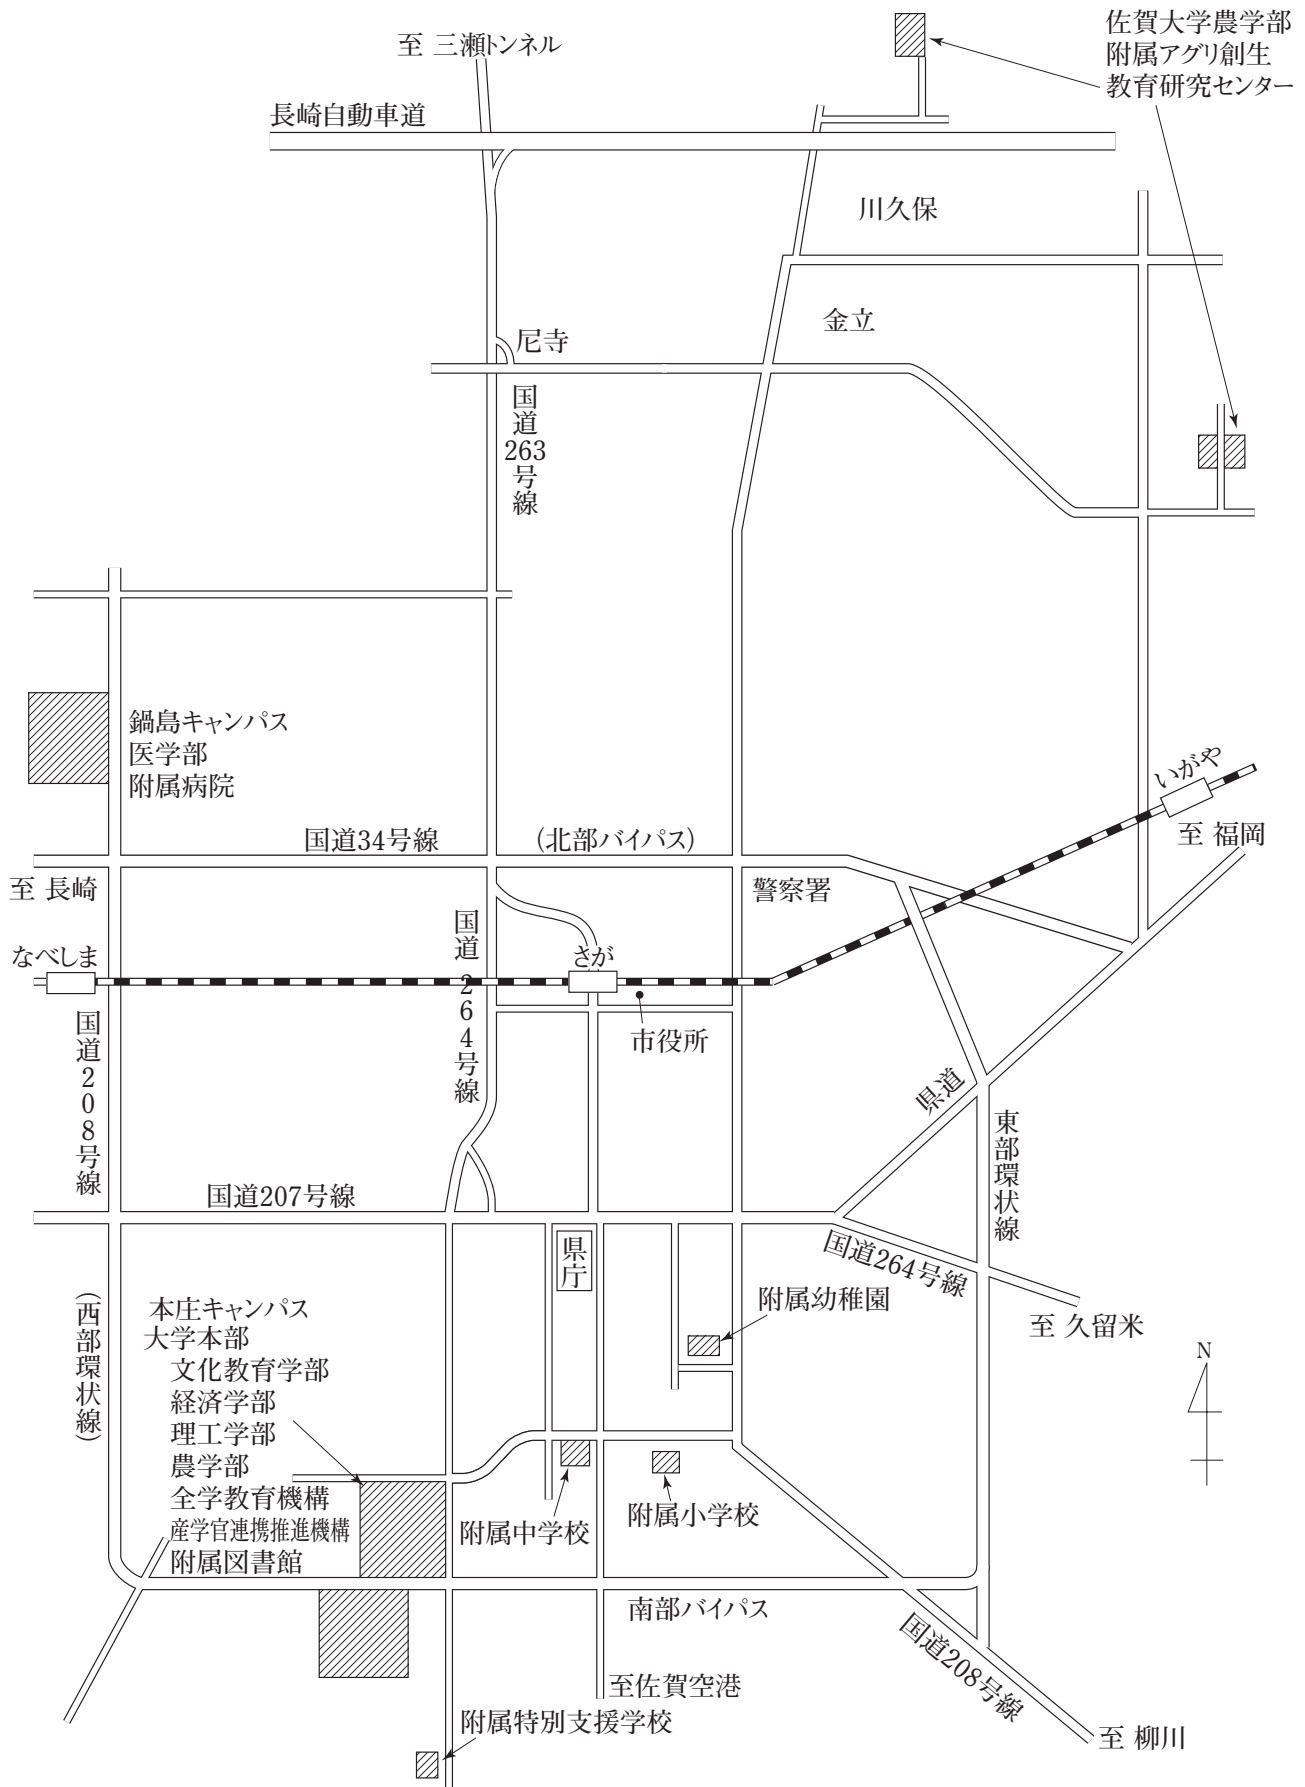 至 三瀬トンネル
佐賀大学農学部
附属アグリ創生
教育研究センター
長崎自動車道
川久保
金立
尼寺
国道263号線
鍋島キャンパス
医学部
附属病院
いがや
国道34号線
(北部バイパス)
至 福岡
至 長崎
警察署
なべしま
国道264号線
さが
市役所
国道208号線
県道
東部環状線
国道207号線
県庁
国道264号線
至 久留米
(西部環状線)
本庄キャンパス
大学本部
文化教育学部
経済学部
理工学部
農学部
全学教育機構
産学官連携推進機構
附属図書館
附属幼稚園
N
附属中学校
附属小学校
南部バイパス
国道208号線
至佐賀空港
附属特別支援学校
至 柳川